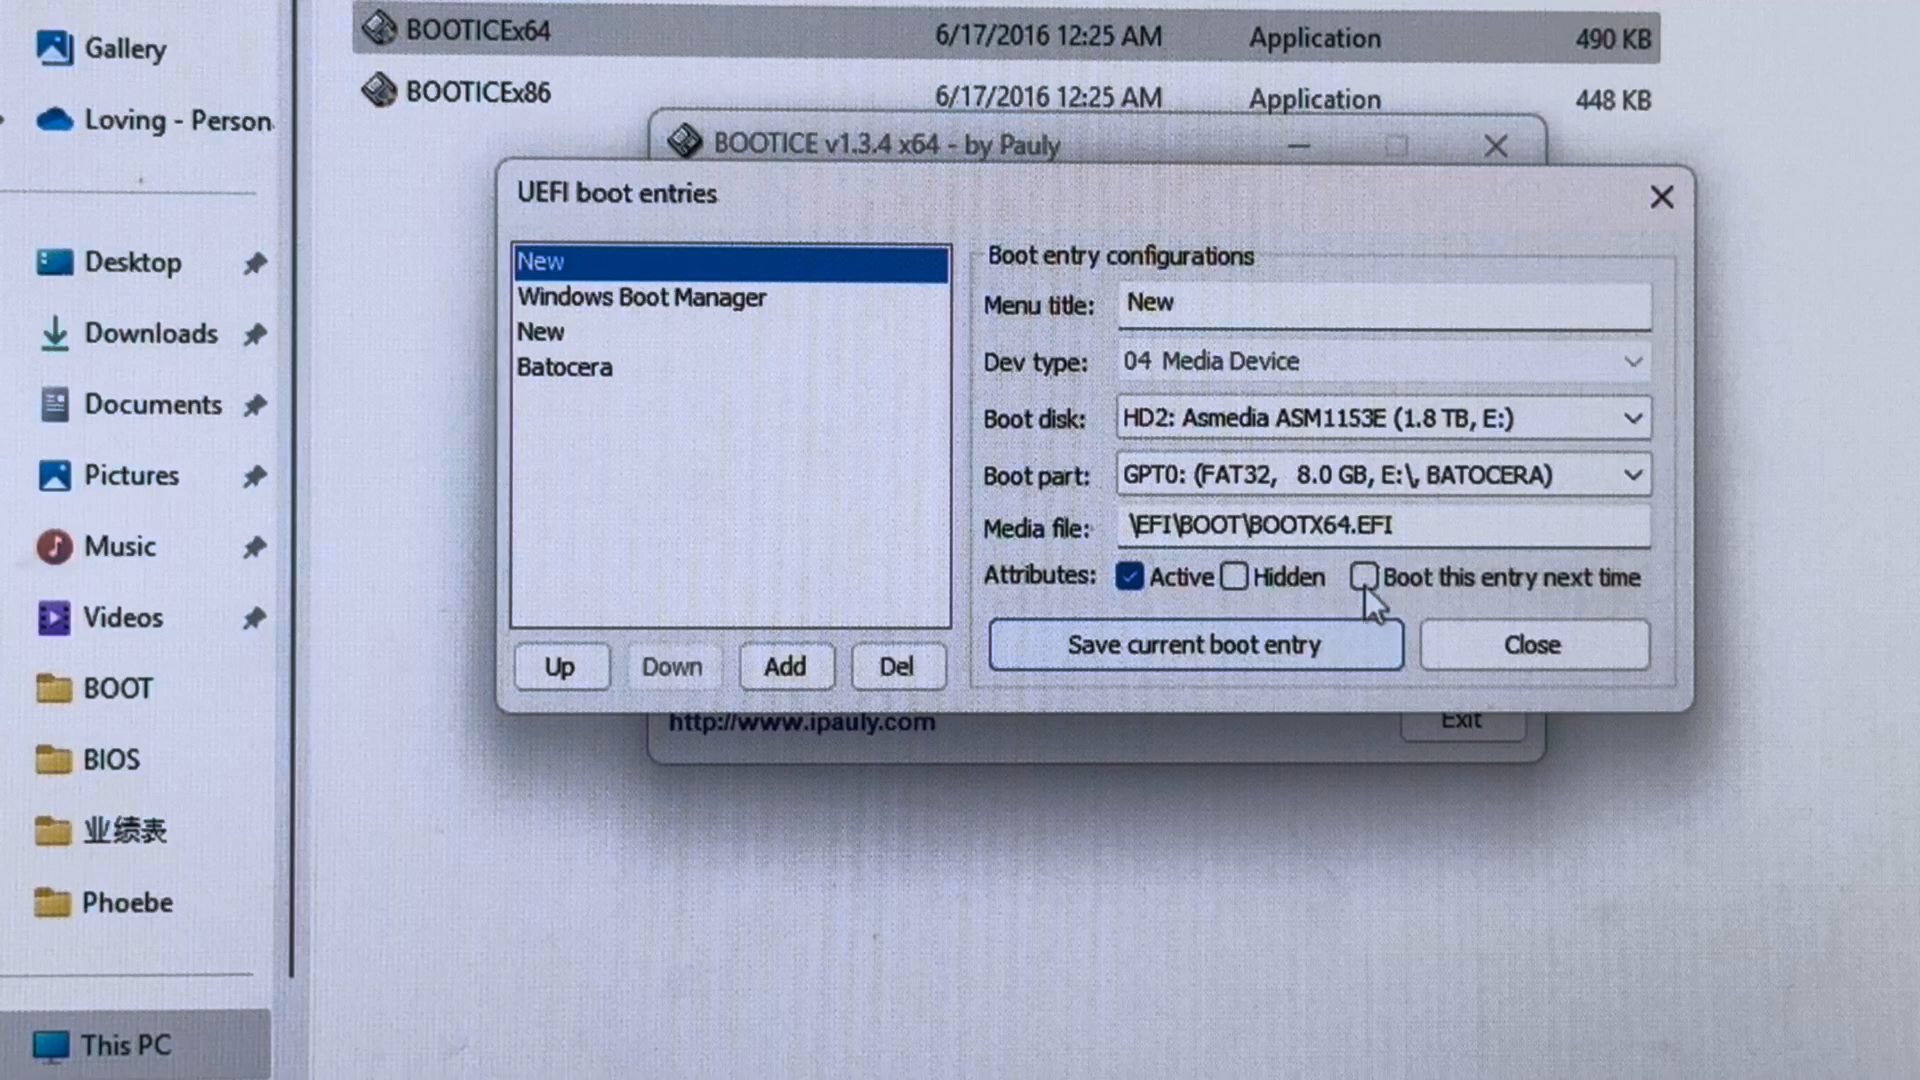 Gallery
Loving - Person
Desktop
Downloads
Documents
Pictures
Music
Videos
BOOT
BIOS
业绩表
Phoebe
This PC
BOOTICEx64 6/17/2016 12:25 AM Application 490 KB
BOOTICEx86 6/17/2016 12:25 AM Application 448 KB
BOOTICE v1.3.4 x64 - by Pauly
UEFI boot entries
New
Windows Boot Manager
New
Batocera
Up Down Add Del
Boot entry configurations
Menu title: New
Dev type: 04 Media Device
Boot disk: HD2: Asmedia ASM1153E (1.8 TB, E:)
Boot part: GPT0: (FAT32, 8.0 GB, E:\, BATOCERA)
Media file: \EFI\BOOT\BOOTX64.EFI
Attributes: Active Hidden Boot this entry next time
Save current boot entry Close
http://www.ipauly.com Exit